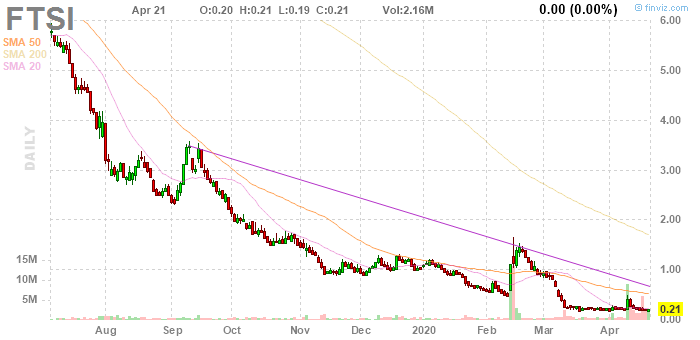 FTSI Apr 21 O:0.20 H:0.21 L:0.19 C:0.21 Vol:2.16M 0.00 (0.00%) © finviz.com
SMA 50
SMA 200
SMA 20
DAILY
6.00
5.00
4.00
3.00
2.00
1.00
0.21
15M
10M
5M
Aug Sep Oct Nov Dec 2020 Feb Mar Apr